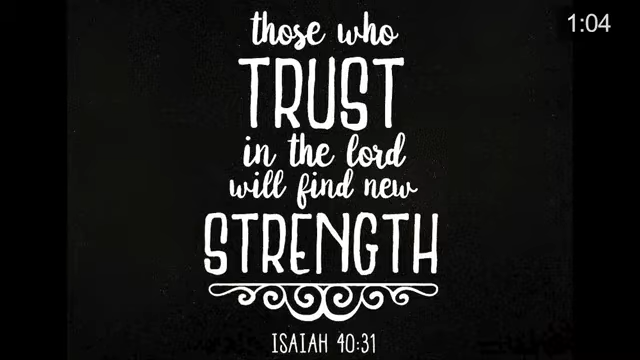 1:04
those who
TRUST
in the lord
will find new
STRENGTH
ISAIAH 40:31